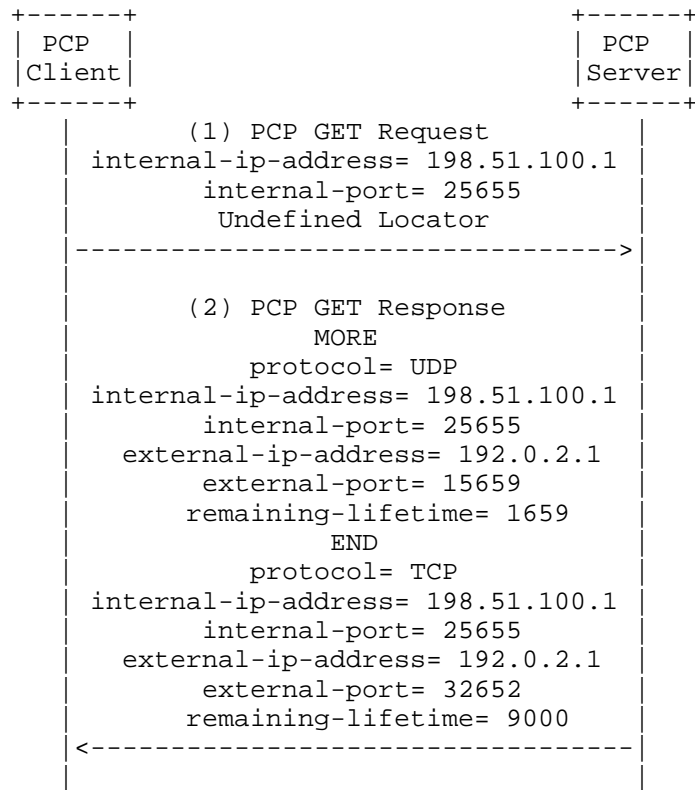 +------+ +------+
| PCP | | PCP |
|Client| |Server|
+------+ +------+
| (1) PCP GET Request |
| internal-ip-address= 198.51.100.1 |
| internal-port= 25655 |
| Undefined Locator |
|---------------------------------->|
| |
| (2) PCP GET Response |
| MORE |
| protocol= UDP |
| internal-ip-address= 198.51.100.1 |
| internal-port= 25655 |
| external-ip-address= 192.0.2.1 |
| external-port= 15659 |
| remaining-lifetime= 1659 |
| END |
| protocol= TCP |
| internal-ip-address= 198.51.100.1 |
| internal-port= 25655 |
| external-ip-address= 192.0.2.1 |
| external-port= 32652 |
| remaining-lifetime= 9000 |
|<----------------------------------|
| |